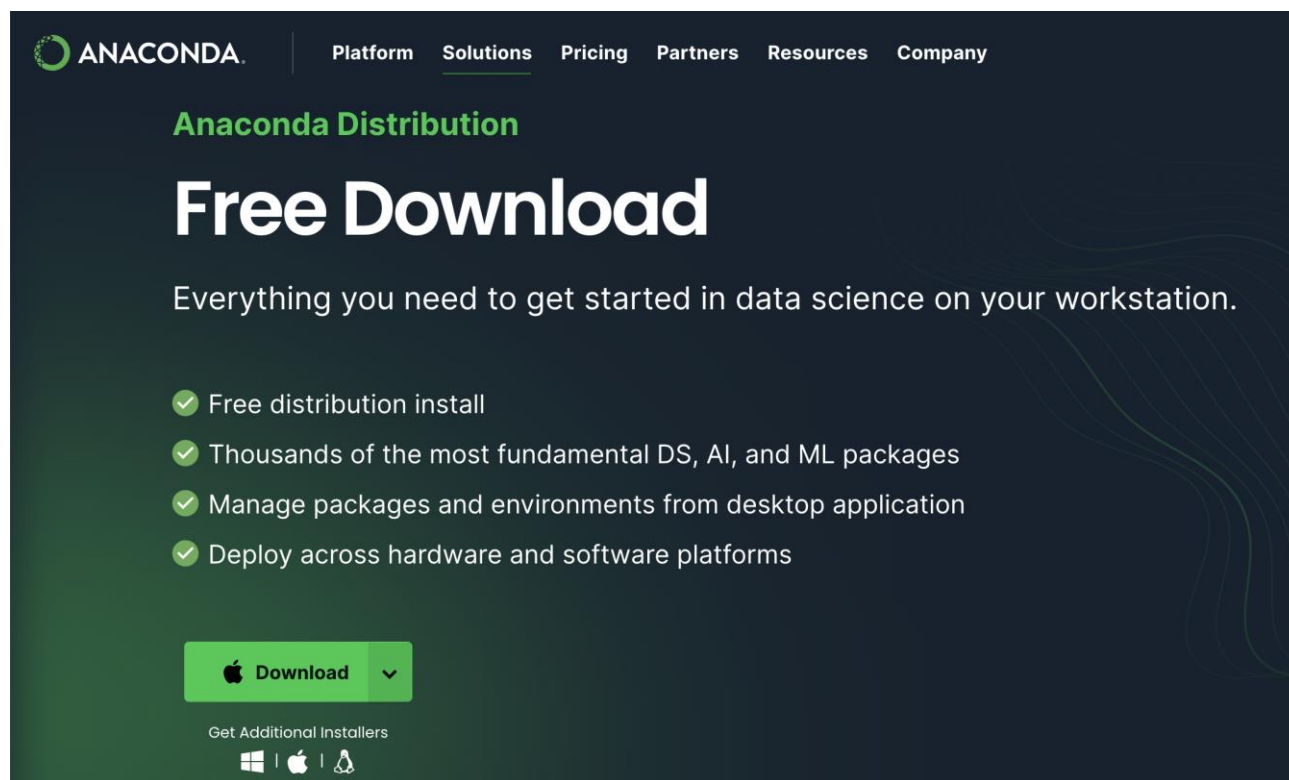 ANACONDA.
Platform Solutions Pricing Partners Resources Company
Anaconda Distribution
Free Download
Everything you need to get started in data science on your workstation.
Free distribution install
Thousands of the most fundamental DS, AI, and ML packages
Manage packages and environments from desktop application
Deploy across hardware and software platforms
Download
Get Additional Installers